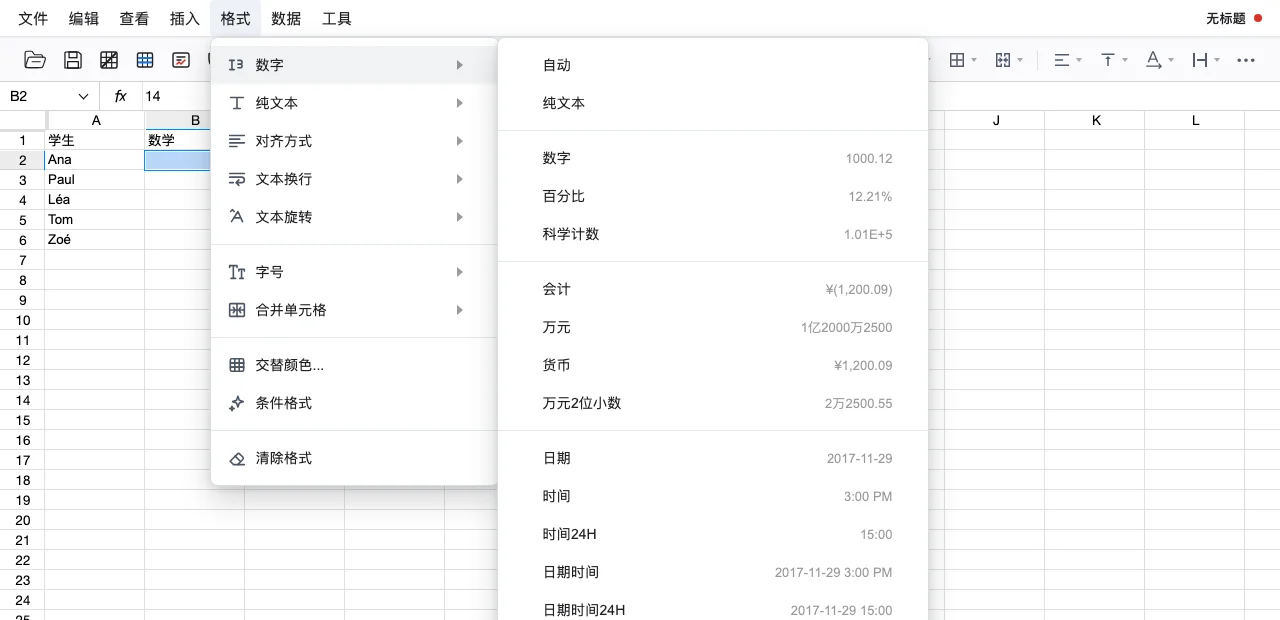 文件 编辑 查看 插入 格式 数据 工具 无标题
B2 fx 14
A B J K L
1 学生 数学
2 Ana
3 Paul
4 Léa
5 Tom
6 Zoé
7
8
9
10
11
12
13
14
15
16
17
18
19
20
21
22
23
24
25
数字
纯文本
对齐方式
文本换行
文本旋转
字号
合并单元格
交替颜色...
条件格式
清除格式
自动
纯文本
数字 1000.12
百分比 12.21%
科学计数 1.01E+5
会计 ¥(1,200.09)
万元 1亿2000万2500
货币 ¥1,200.09
万元2位小数 2万2500.55
日期 2017-11-29
时间 3:00 PM
时间24H 15:00
日期时间 2017-11-29 3:00 PM
日期时间24H 2017-11-29 15:00